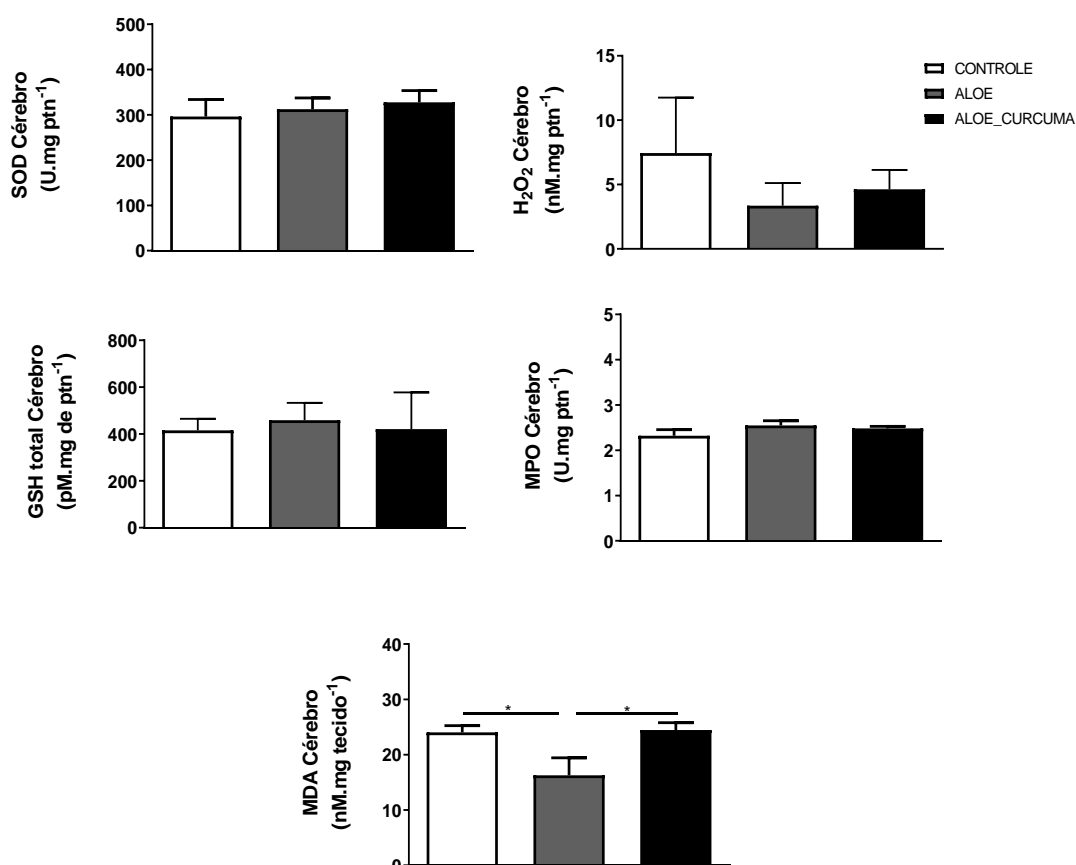 SOD Cérebro
(U.mg ptn⁻¹)
500
400
300
200
100
0
H₂O₂ Cérebro
(nM.mg ptn⁻¹)
15
10
5
0
CONTROLE
ALOE
ALOE_CURCUMA
GSH total Cérebro
(pM.mg de ptn⁻¹)
800
600
400
200
0
MPO Cérebro
(U.mg ptn⁻¹)
5
4
3
2
1
0
MDA Cérebro
(nM.mg tecido⁻¹)
40
30
20
10
0
* *